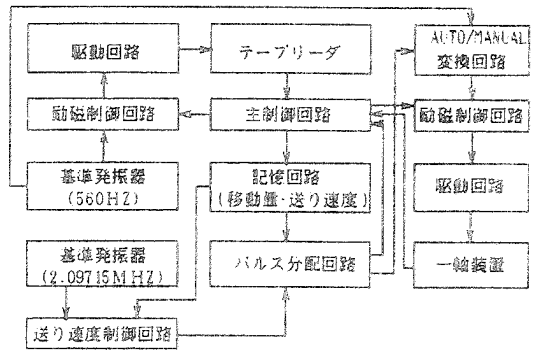 駆動回路
テープリーダ
AUTO/MANUAL
変換回路
励磁制御回路
主制御回路
励磁制御回路
基準発振器
(560HZ)
記憶回路
(移動量·送り速度)
駆動回路
基準発振器
(2.09715MHZ)
パルス分配回路
一軸装置
送り速度制御回路